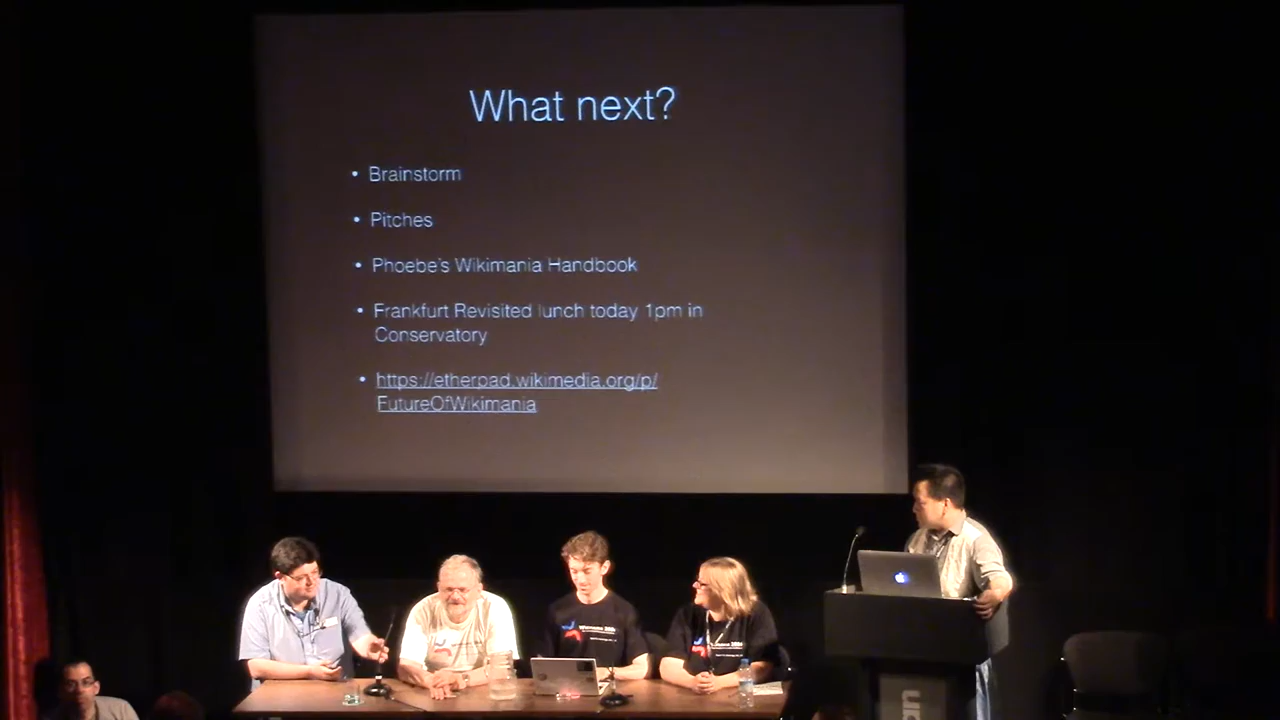 What next?
• Brainstorm
• Pitches
• Phoebe's Wikimania Handbook
• Frankfurt Revisited lunch today 1pm in
Conservatory
• https://etherpad.wikimedia.org/p/
FutureOfWikimania